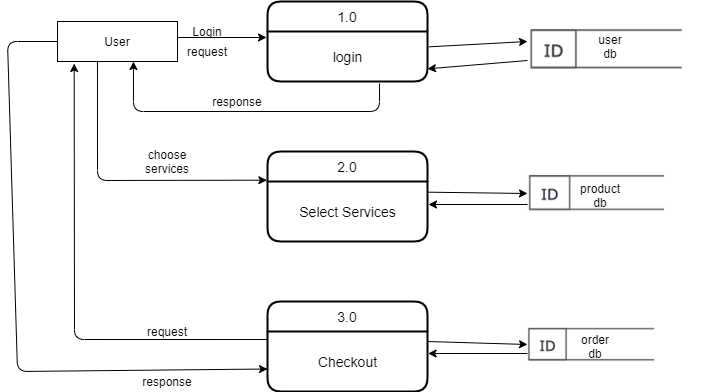 User
Login
request
1.0
login
ID
user
db
response
choose
services
2.0
Select Services
ID
product
db
request
3.0
Checkout
ID
order
db
response